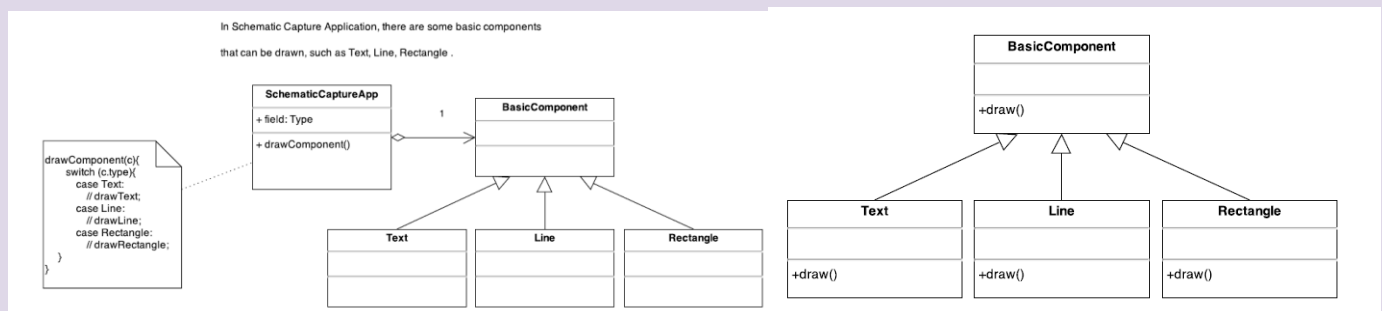 In Schematic Capture Application, there are some basic components
that can be drawn, such as Text, Line, Rectangle .
SchematicCaptureApp
+ field: Type
+ drawComponent()
1
BasicComponent
drawComponent(c){
switch (c.type){
case Text:
// drawText;
case Line:
// drawLine;
case Rectangle:
// drawRectangle;
}
}
Text
Line
Rectangle
BasicComponent
+draw()
Text
+draw()
Line
+draw()
Rectangle
+draw()